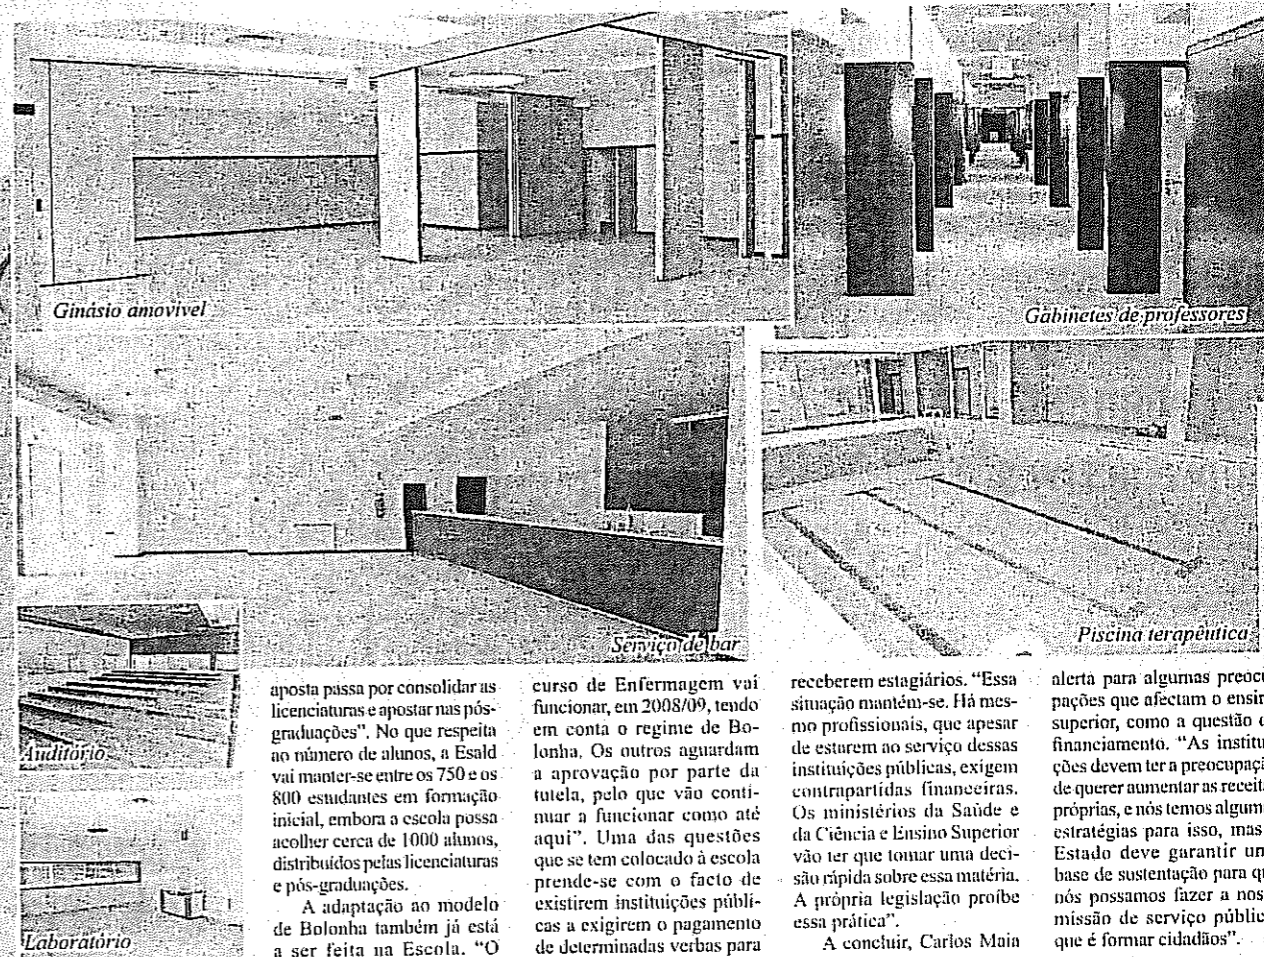 Ginásio amovível
Gabinetes de professores
Serviço de bar
Piscina terapêutica
Auditório
Laboratório
aposta passa por consolidar as
licenciaturas e apostar nas pós-
graduações". No que respeita
ao número de alunos, a Esald
vai manter-se entre os 750 e os
800 estudantes em formação
inicial, embora a escola possa
acolher cerca de 1000 alunos,
distribuídos pelas licenciaturas
e pós-graduações.
A adaptação ao modelo
de Bolonha também já está
a ser feita na Escola. "O
curso de Enfermagem vai
funcionar, em 2008/09, tendo
em conta o regime de Bo-
lonha. Os outros aguardam
a aprovação por parte da
tutela, pelo que vão conti-
nuar a funcionar como até
aqui". Uma das questões
que se tem colocado à escola
prende-se com o facto de
existirem instituições públi-
cas a exigirem o pagamento
de determinadas verbas para
receberem estagiários. "Essa
situação mantém-se. Há mes-
mo profissionais, que apesar
de estarem ao serviço dessas
instituições públicas, exigem
contrapartidas financeiras.
Os ministérios da Saúde e
da Ciência e Ensino Superior
vão ter que tomar uma deci-
são rápida sobre essa matéria.
A própria legislação proíbe
essa prática".
A concluir, Carlos Maia
alerta para algumas preocu
pações que afectam o ensin
superior, como a questão d
financiamento. "As institu
ções devem ter a preocupaçã
de querer aumentar as receita
próprias, e nós temos alguma
estratégias para isso, mas
Estado deve garantir um
base de sustentação para qu
nós possamos fazer a noss
missão de serviço públic
que é formar cidadãos".